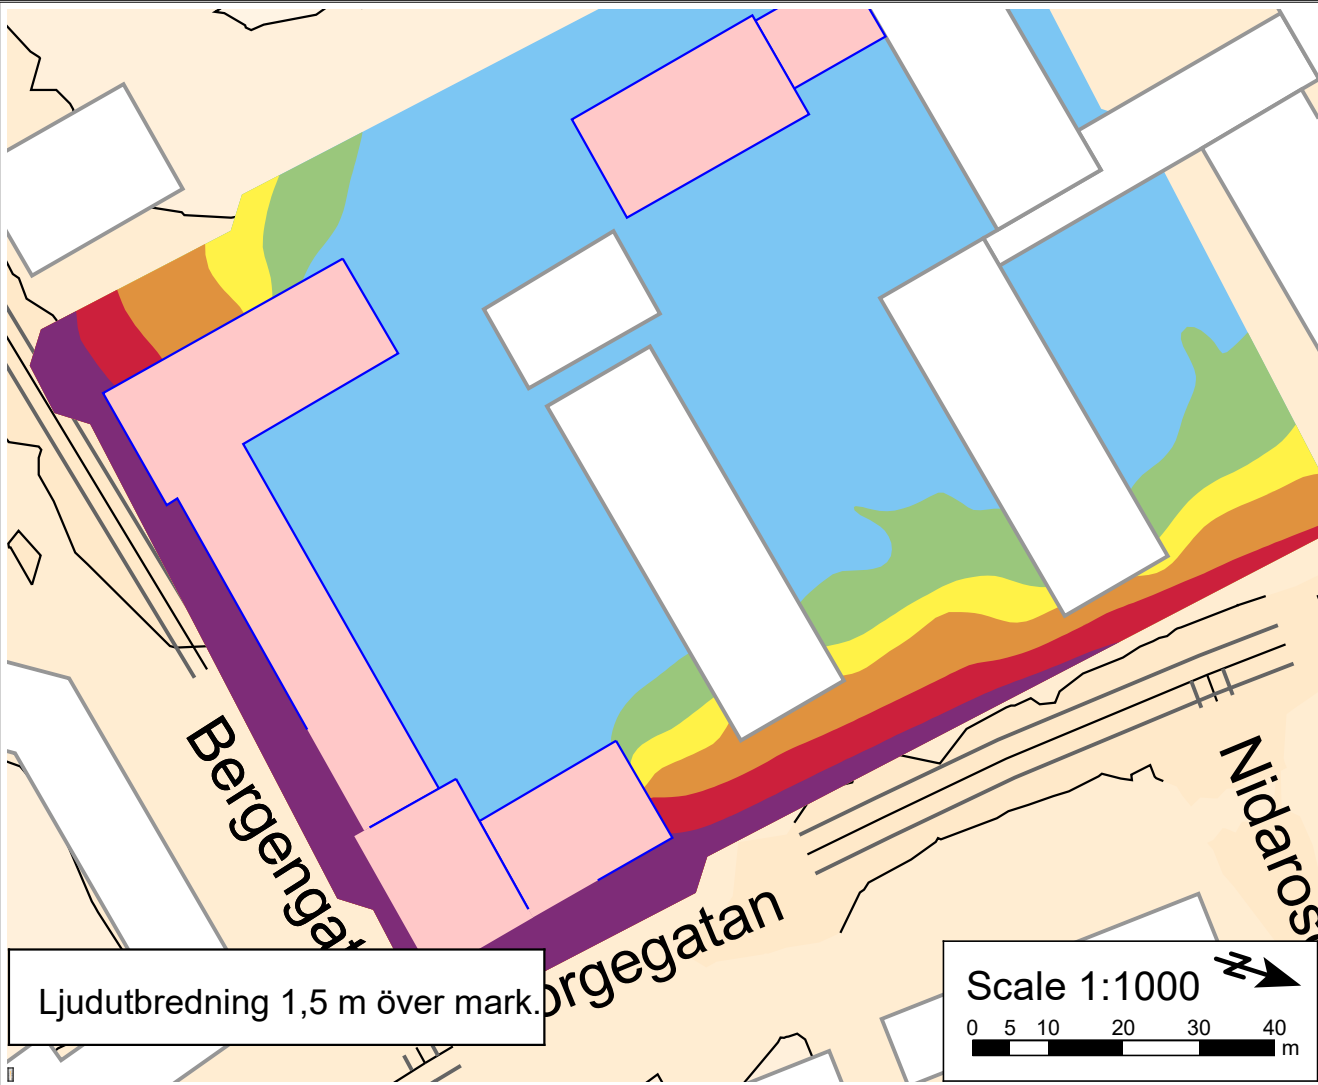 Bergengat
orgegatan
Nidaros
Ljudutbredning 1,5 m över mark.
Scale 1:1000
0 5 10 20 30 40
m